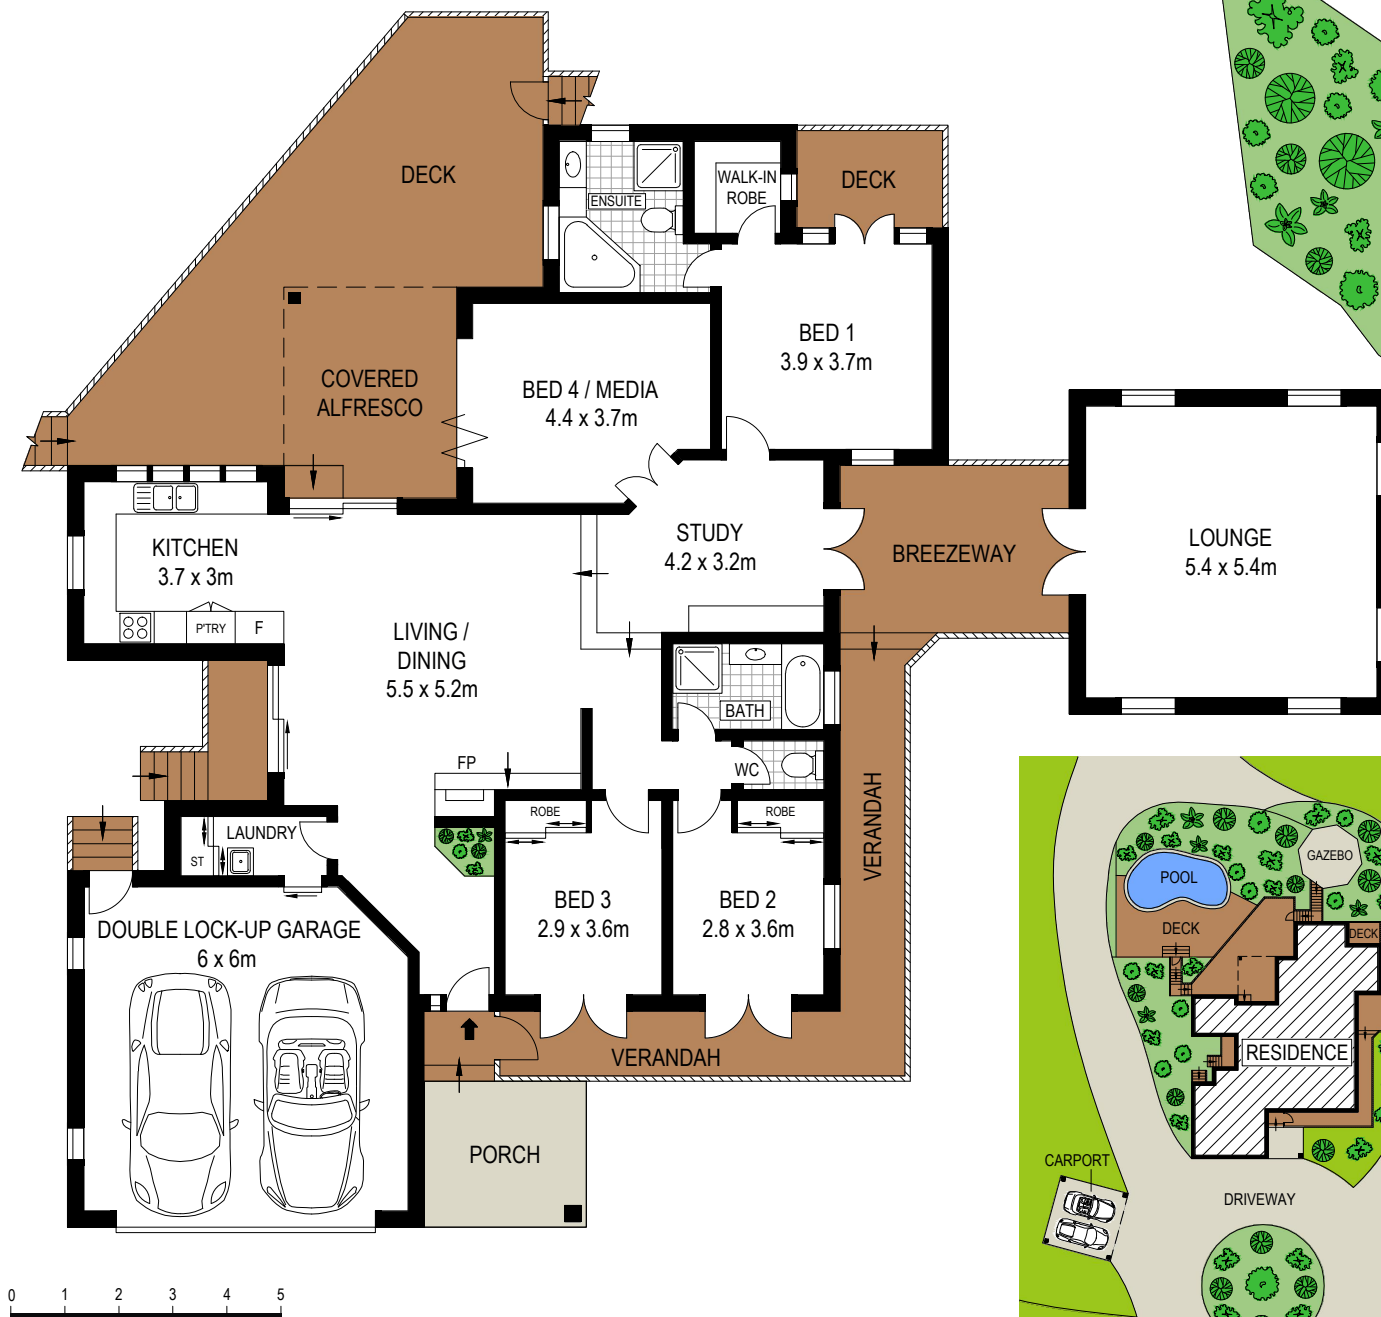 DECK
ENSUITE
WALK-IN
ROBE
DECK
BED 1
3.9 x 3.7m
COVERED
ALFRESCO
BED 4 / MEDIA
4.4 x 3.7m
KITCHEN
3.7 x 3m
P'TRY
F
STUDY
4.2 x 3.2m
BREEZEWAY
LOUNGE
5.4 x 5.4m
LIVING /
DINING
5.5 x 5.2m
BATH
WC
FP
ROBE
ROBE
LAUNDRY
ST
BED 3
2.9 x 3.6m
BED 2
2.8 x 3.6m
VERANDAH
DOUBLE LOCK-UP GARAGE
6 x 6m
VERANDAH
PORCH
0 1 2 3 4 5
GAZEBO
POOL
DECK
DECK
RESIDENCE
CARPORT
DRIVEWAY